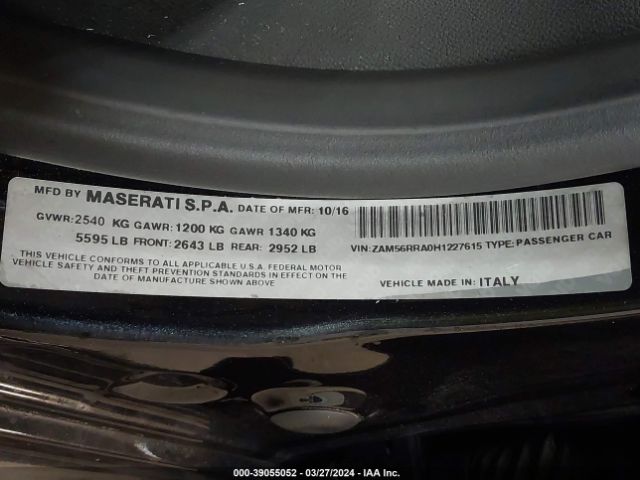 MFD BY MASERATI S.P.A. DATE OF MFR: 10/16
GVWR: 2540 KG GAWR: 1200 KG GAWR 1340 KG
5595 LB FRONT: 2643 LB REAR: 2952 LB
THIS VEHICLE CONFORMS TO ALL APPLICABLE U.S.A. FEDERAL MOTOR
VEHICLE SAFETY AND THEFT PREVENTION STANDARDS IN EFFECT ON THE
DATE OF MANUFACTURE SHOWN ABOVE
VIN: ZAM56RRA0H1227615 TYPE: PASSENGER CAR
VEHICLE MADE IN: ITALY
000-39055052 - 03/27/2024 - IAA Inc.